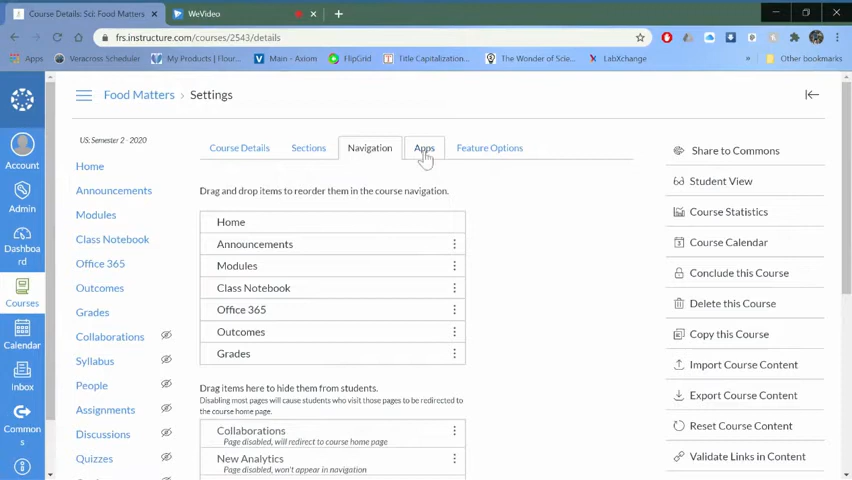 Course Details: Sci: Food Matters
WeVideo
frs.instructure.com/courses/2543/details
Apps
Veracross Scheduler
My Products | Flour...
Main - Axiom
FlipGrid
Title Capitalization...
The Wonder of Scie...
LabXchange
Other bookmarks
Food Matters
Settings
US: Semester 2 - 2020
Home
Announcements
Modules
Class Notebook
Office 365
Outcomes
Grades
Collaborations
Syllabus
People
Assignments
Discussions
Quizzes
Account
Admin
Dashboa
rd
Courses
Calendar
Inbox
Common
s
Course Details
Sections
Navigation
Apps
Feature Options
Drag and drop items to reorder them in the course navigation.
Home
Announcements
Modules
Class Notebook
Office 365
Outcomes
Grades
Drag items here to hide them from students.
Disabling most pages will cause students who visit those pages to be redirected to
the course home page.
Collaborations
Page disabled, will redirect to course home page
New Analytics
Page disabled, won't appear in navigation
Share to Commons
Student View
Course Statistics
Course Calendar
Conclude this Course
Delete this Course
Copy this Course
Import Course Content
Export Course Content
Reset Course Content
Validate Links in Content